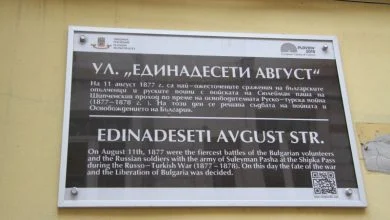 PLOVDIV
2019
УЛ. "ЕДИНАДЕСЕТИ АВГУСТ"
На 11 август 1877 г. са най-ожесточените сражения на българските
опълченци и руските воини с войската на Сюлейман паша на
Шипченския проход по време на освободителната Руско-турска война
(1877-1878 г. ). На този ден се решава съдбата на войната и
Освобождението на България.
EDINADESETI AVGUST STR.
On August 11th, 1877 were the fiercest battles of the Bulgarian volunteers
and the Russian soldiers with the army of Suleyman Pasha at the Shipka Pass
during the Russo-Turkish War (1877 - 1878). On this day the fate of the war
and the Liberation of Bulgaria was decided.